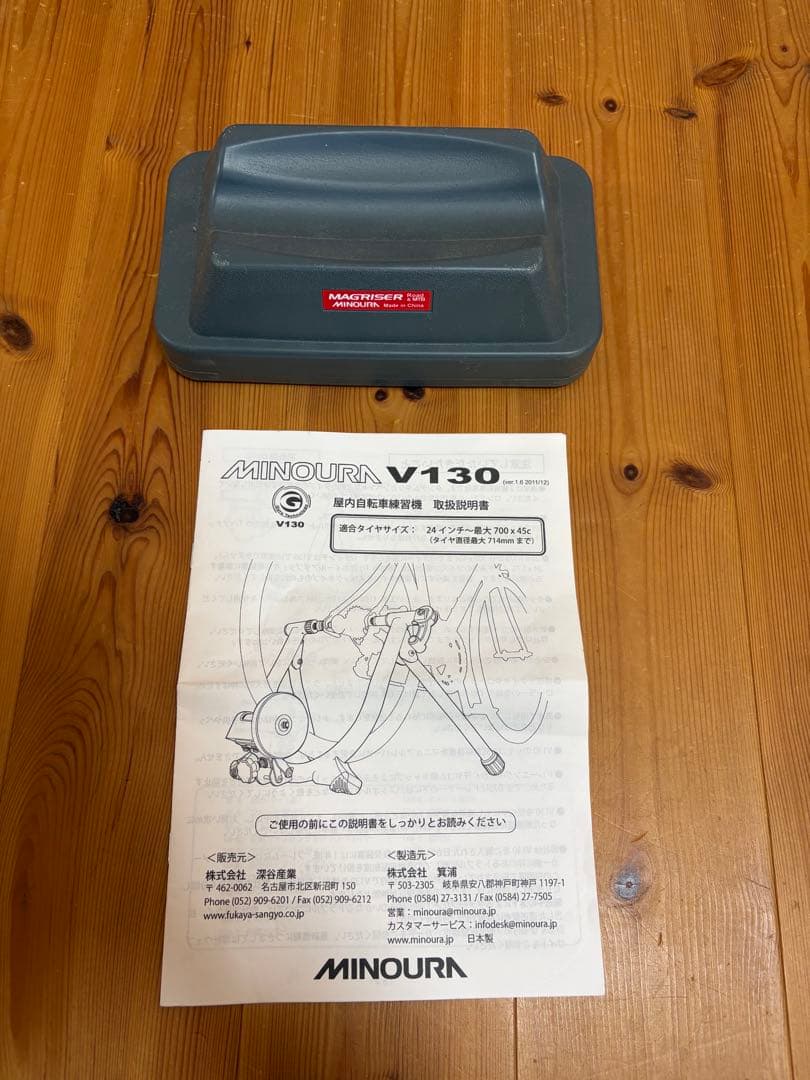 MAGRISER Road & MTB
MINOURA Made in China
MINOURA V130 (ver.1.6 2011/12)
V130
屋内自転車練習機 取扱説明書
適合タイヤサイズ： 24 インチ〜最大 700 x 45c
（タイヤ直径最大 714mm まで）
ご使用の前にこの説明書をしっかりとお読みください
＜販売元＞
株式会社 深谷産業
〒 462-0062 名古屋市北区新沼町 150
Phone (052) 909-6201 / Fax (052) 909-6212
www.fukaya-sangyo.co.jp
＜製造元＞
株式会社 箕浦
〒 503-2305 岐阜県安八郡神戸町神戸 1197-1
Phone (0584) 27-3131 / Fax (0584) 27-7505
営業：minoura@minoura.jp
カスタマーサービス：infodesk@minoura.jp
www.minoura.jp 日本製
MINOURA